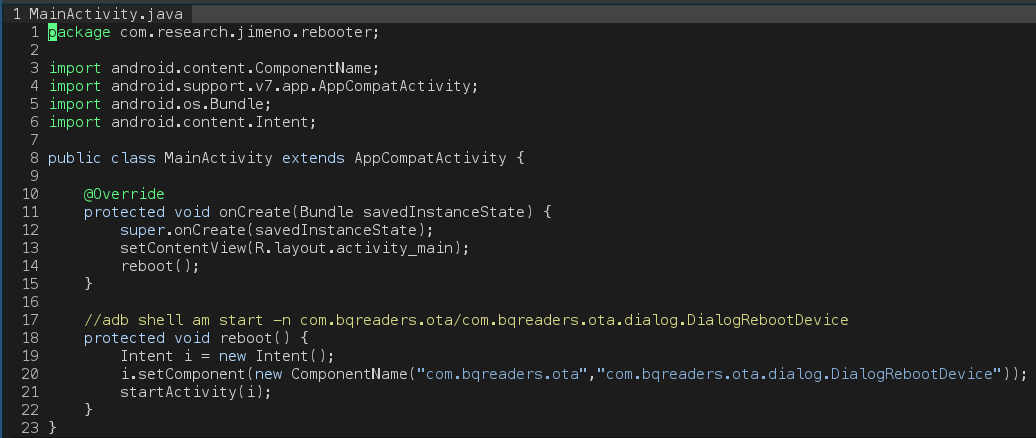 1 MainActivity.java
1 package com.research.jimeno.rebooter;
2
3 import android.content.ComponentName;
4 import android.support.v7.app.AppCompatActivity;
5 import android.os.Bundle;
6 import android.content.Intent;
7
8 public class MainActivity extends AppCompatActivity {
9
10     @Override
11     protected void onCreate(Bundle savedInstanceState) {
12         super.onCreate(savedInstanceState);
13         setContentView(R.layout.activity_main);
14         reboot();
15     }
16
17     //adb shell am start -n com.bqreaders.ota/com.bqreaders.ota.dialog.DialogRebootDevice
18     protected void reboot() {
19         Intent i = new Intent();
20         i.setComponent(new ComponentName("com.bqreaders.ota","com.bqreaders.ota.dialog.DialogRebootDevice"));
21         startActivity(i);
22     }
23 }